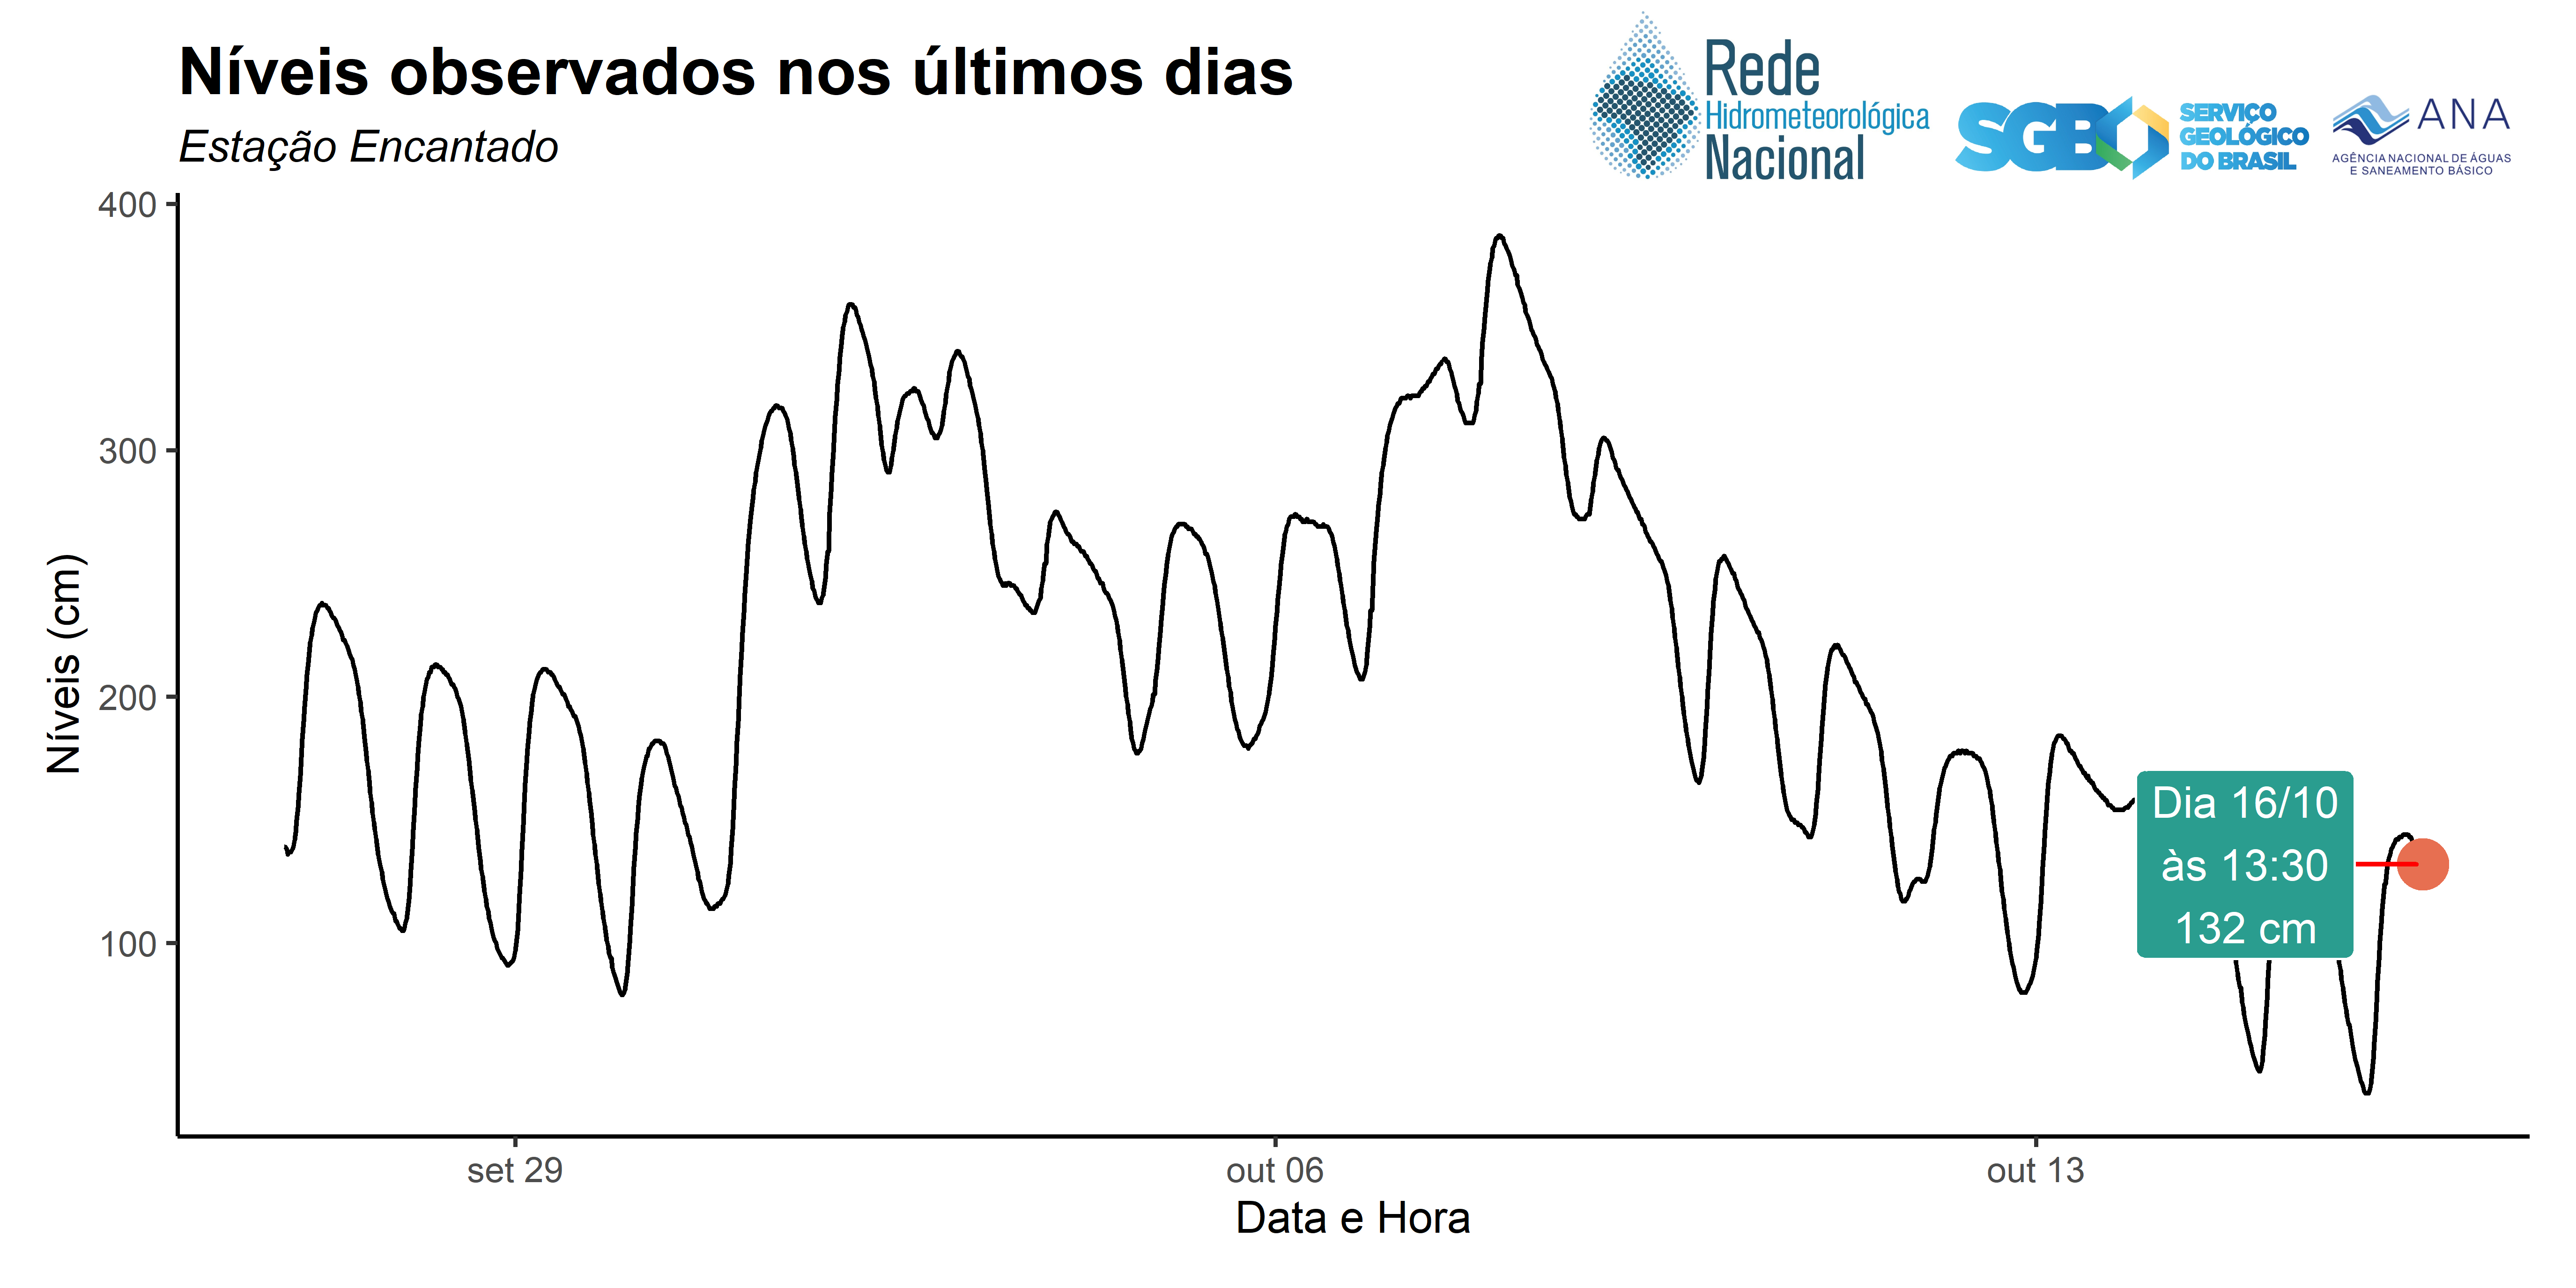 Níveis observados nos últimos dias
Estação Encantado
Rede
Hidrometeorológica
Nacional
SGB
SERVIÇO
GEOLÓGICO
DO BRASIL
ANA
AGÊNCIA NACIONAL DE ÁGUAS
E SANEAMENTO BÁSICO
400
300
200
100
Níveis (cm)
Dia 16/10
às 13:30
132 cm
set 29
out 06
out 13
Data e Hora